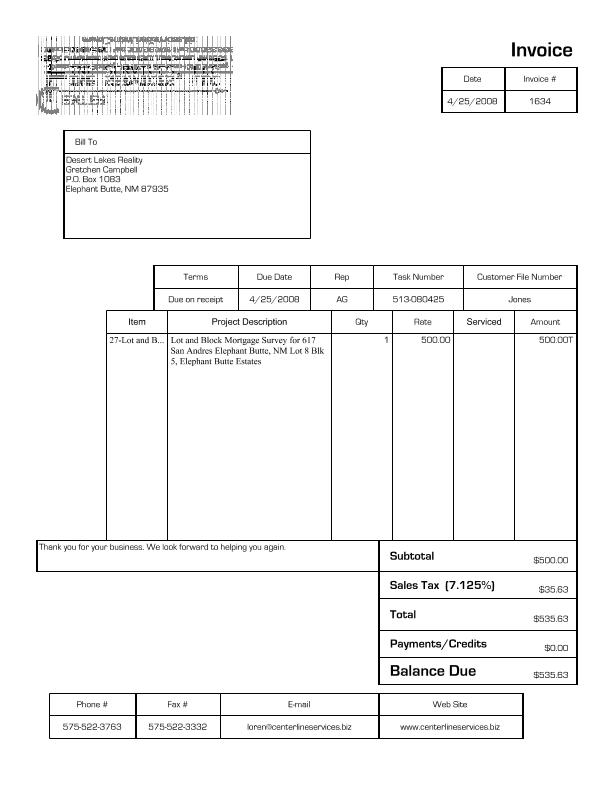 Invoice
Date Invoice #
4/25/2008 1634
Bill To
Desert Lakes Reality
Gretchen Campbell
P.O. Box 1083
Elephant Butte, NM 87935
Terms Due Date Rep Task Number Customer File Number
Due on receipt 4/25/2008 AG 513-080425 Jones
Item Project Description Qty Rate Serviced Amount
27-Lot and B... Lot and Block Mortgage Survey for 617 1 500.00 500.00T
San Andres Elephant Butte, NM Lot 8 Blk
5, Elephant Butte Estates
Thank you for your business. We look forward to helping you again.
Subtotal $500.00
Sales Tax (7.125%) $35.63
Total $535.63
Payments/Credits $0.00
Balance Due $535.63
Phone # Fax # E-mail Web Site
575-522-3763 575-522-3332 loren@centerlineservices.biz www.centerlineservices.biz